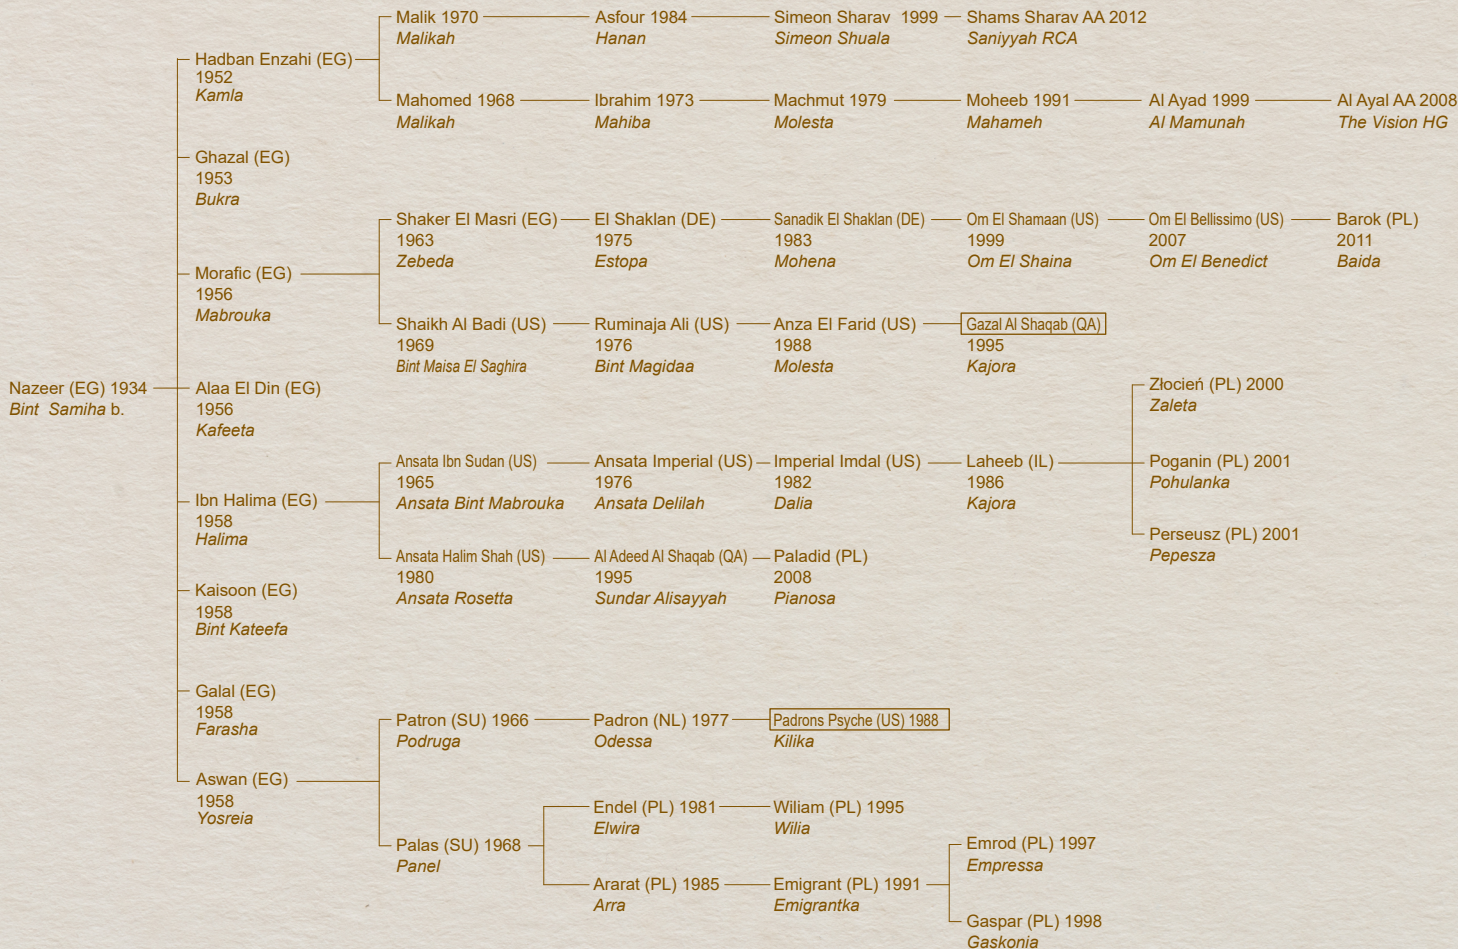 Nazeer (EG) 1934
Bint Samiha b.
Hadban Enzahi (EG)
1952
Kamla
Malik 1970
Malikah
Asfour 1984
Hanan
Simeon Sharav 1999
Simeon Shuala
Shams Sharav AA 2012
Saniyyah RCA
Mahomed 1968
Malikah
Ibrahim 1973
Mahiba
Machmut 1979
Molesta
Moheeb 1991
Mahameh
Al Ayad 1999
Al Mamunah
Al Ayal AA 2008
The Vision HG
Ghazal (EG)
1953
Bukra
Morafic (EG)
1956
Mabrouka
Shaker El Masri (EG)
1963
Zebeda
El Shaklan (DE)
1975
Estopa
Sanadik El Shaklan (DE)
1983
Mohena
Om El Shamaan (US)
1999
Om El Shaina
Om El Bellissimo (US)
2007
Om El Benedict
Barok (PL)
2011
Baida
Shaikh Al Badi (US)
1969
Bint Maisa El Saghira
Ruminaja Ali (US)
1976
Bint Magidaa
Anza El Farid (US)
1988
Molesta
Gazal Al Shaqab (QA)
1995
Kajora
Alaa El Din (EG)
1956
Kafeeta
Ibn Halima (EG)
1958
Halima
Ansata Ibn Sudan (US)
1965
Ansata Bint Mabrouka
Ansata Imperial (US)
1976
Ansata Delilah
Imperial Imdal (US)
1982
Dalia
Laheeb (IL)
1986
Kajora
Złocień (PL) 2000
Zaleta
Poganin (PL) 2001
Pohulanka
Perseusz (PL) 2001
Pepesza
Ansata Halim Shah (US)
1980
Ansata Rosetta
Al Adeed Al Shaqab (QA)
1995
Sundar Alisayyah
Paladid (PL)
2008
Pianosa
Kaisoon (EG)
1958
Bint Kateefa
Galal (EG)
1958
Farasha
Aswan (EG)
1958
Yosreia
Patron (SU) 1966
Podruga
Padron (NL) 1977
Odessa
Padrons Psyche (US) 1988
Kilika
Palas (SU) 1968
Panel
Endel (PL) 1981
Elwira
Wiliam (PL) 1995
Wilia
Ararat (PL) 1985
Arra
Emigrant (PL) 1991
Emigrantka
Emrod (PL) 1997
Empressa
Gaspar (PL) 1998
Gaskonia